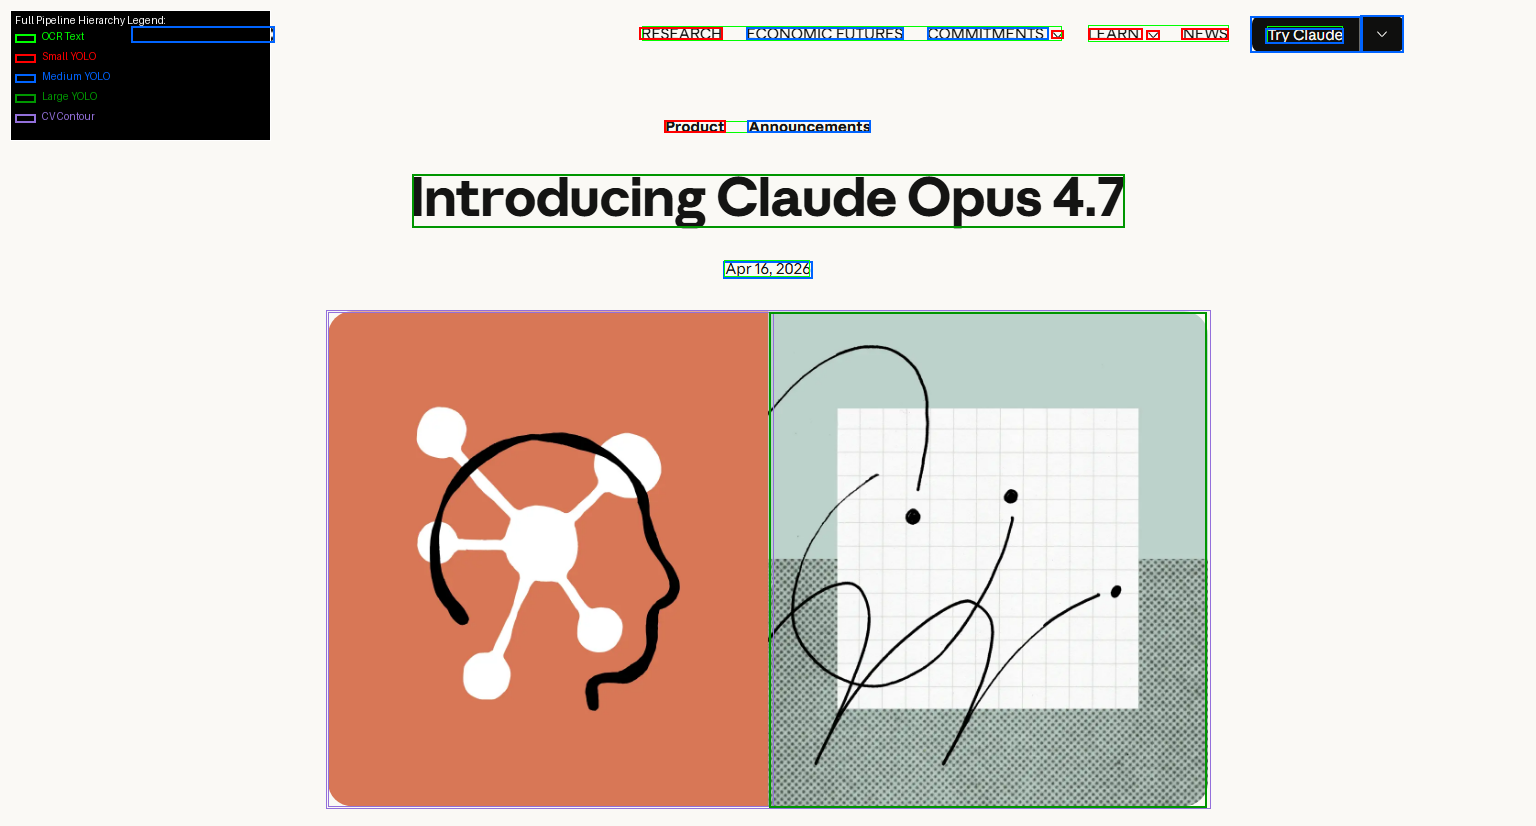 Full Pipeline Hierarchy Legend:
OCR Text
Small YOLO
Medium YOLO
Large YOLO
CV Contour
RESEARCH ECONOMIC FUTURES COMMITMENTS LEARN NEWS Try Claude
Product Announcements
Introducing Claude Opus 4.7
Apr 16, 2026